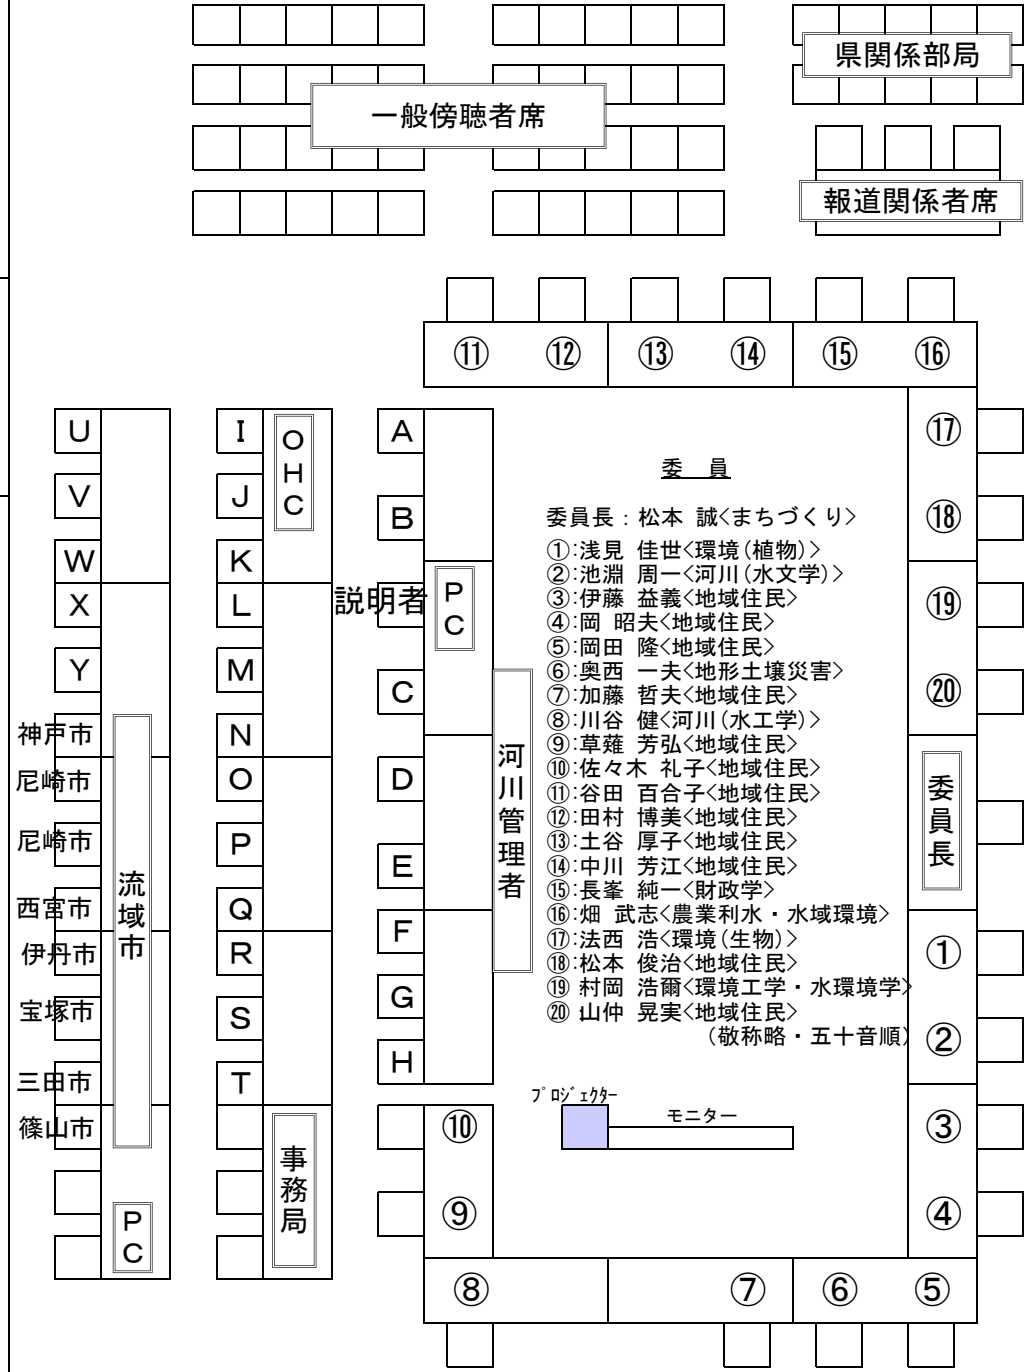 県関係部局
一般傍聴者席
報道関係者席
⑪ ⑫ ⑬ ⑭ ⑮ ⑯
⑰
⑱
⑲
⑳
委員長
①
②
③
④
⑤
⑥
⑦
⑧
⑨
⑩
U
V
W
X
Y
神戸市
尼崎市
尼崎市
西宮市
伊丹市
宝塚市
三田市
篠山市
流域市
PC
I
J
K
L
M
N
O
P
Q
R
S
T
OHC
事務局
A
B
説明者
C
D
E
F
G
H
PC
河川管理者
委 員
委員長：松本 誠<まちづくり>
①:浅見 佳世<環境(植物)>
②:池淵 周一<河川(水文学)>
③:伊藤 益義<地域住民>
④:岡 昭夫<地域住民>
⑤:岡田 隆<地域住民>
⑥:奥西 一夫<地形土壌災害>
⑦:加藤 哲夫<地域住民>
⑧:川谷 健<河川(水工学)>
⑨:草薙 芳弘<地域住民>
⑩:佐々木 礼子<地域住民>
⑪:谷田 百合子<地域住民>
⑫:田村 博美<地域住民>
⑬:土谷 厚子<地域住民>
⑭:中川 芳江<地域住民>
⑮:長峯 純一<財政学>
⑯:畑 武志<農業利水・水域環境>
⑰:法西 浩<環境(生物)>
⑱:松本 俊治<地域住民>
⑲ 村岡 浩爾<環境工学・水環境学>
⑳ 山仲 晃実<地域住民>
(敬称略・五十音順)
ﾌﾟﾛｼﾞｪｸﾀｰ
モニター